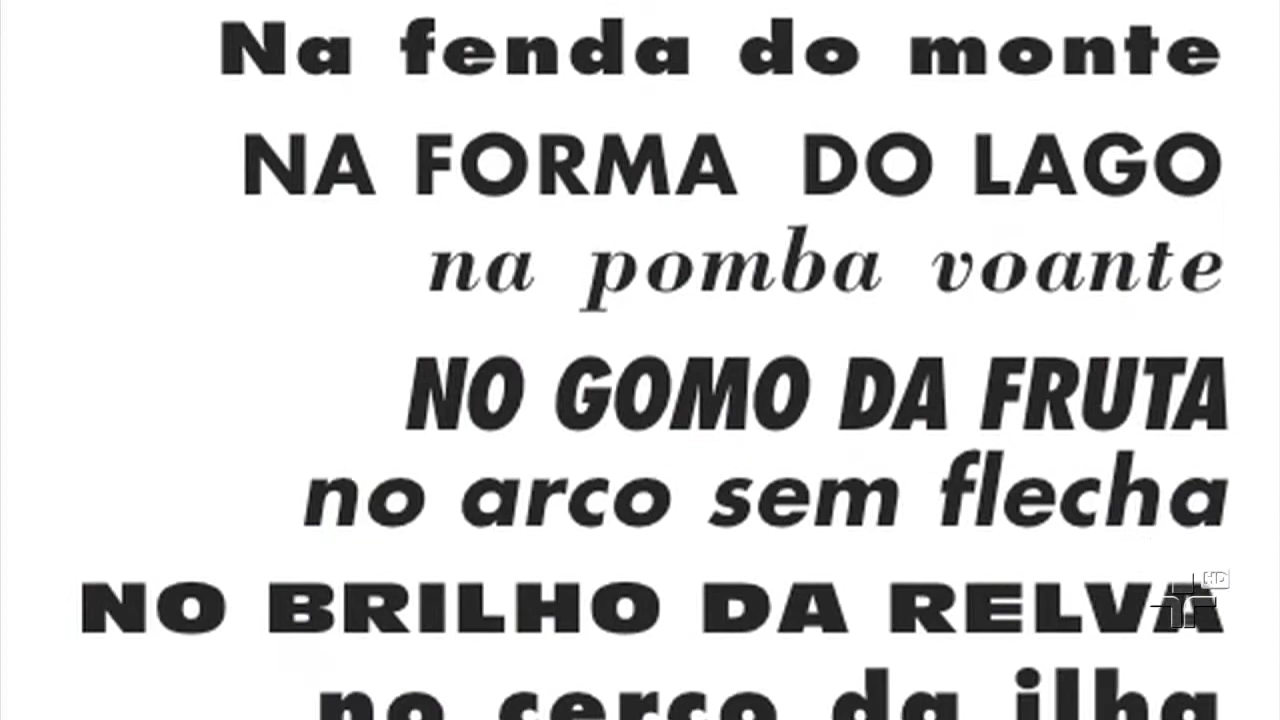 Na fenda do monte
NA FORMA DO LAGO
na pomba voante
NO GOMO DA FRUTA
no arco sem flecha
NO BRILHO DA RELVA
HD
no cerco da ilha